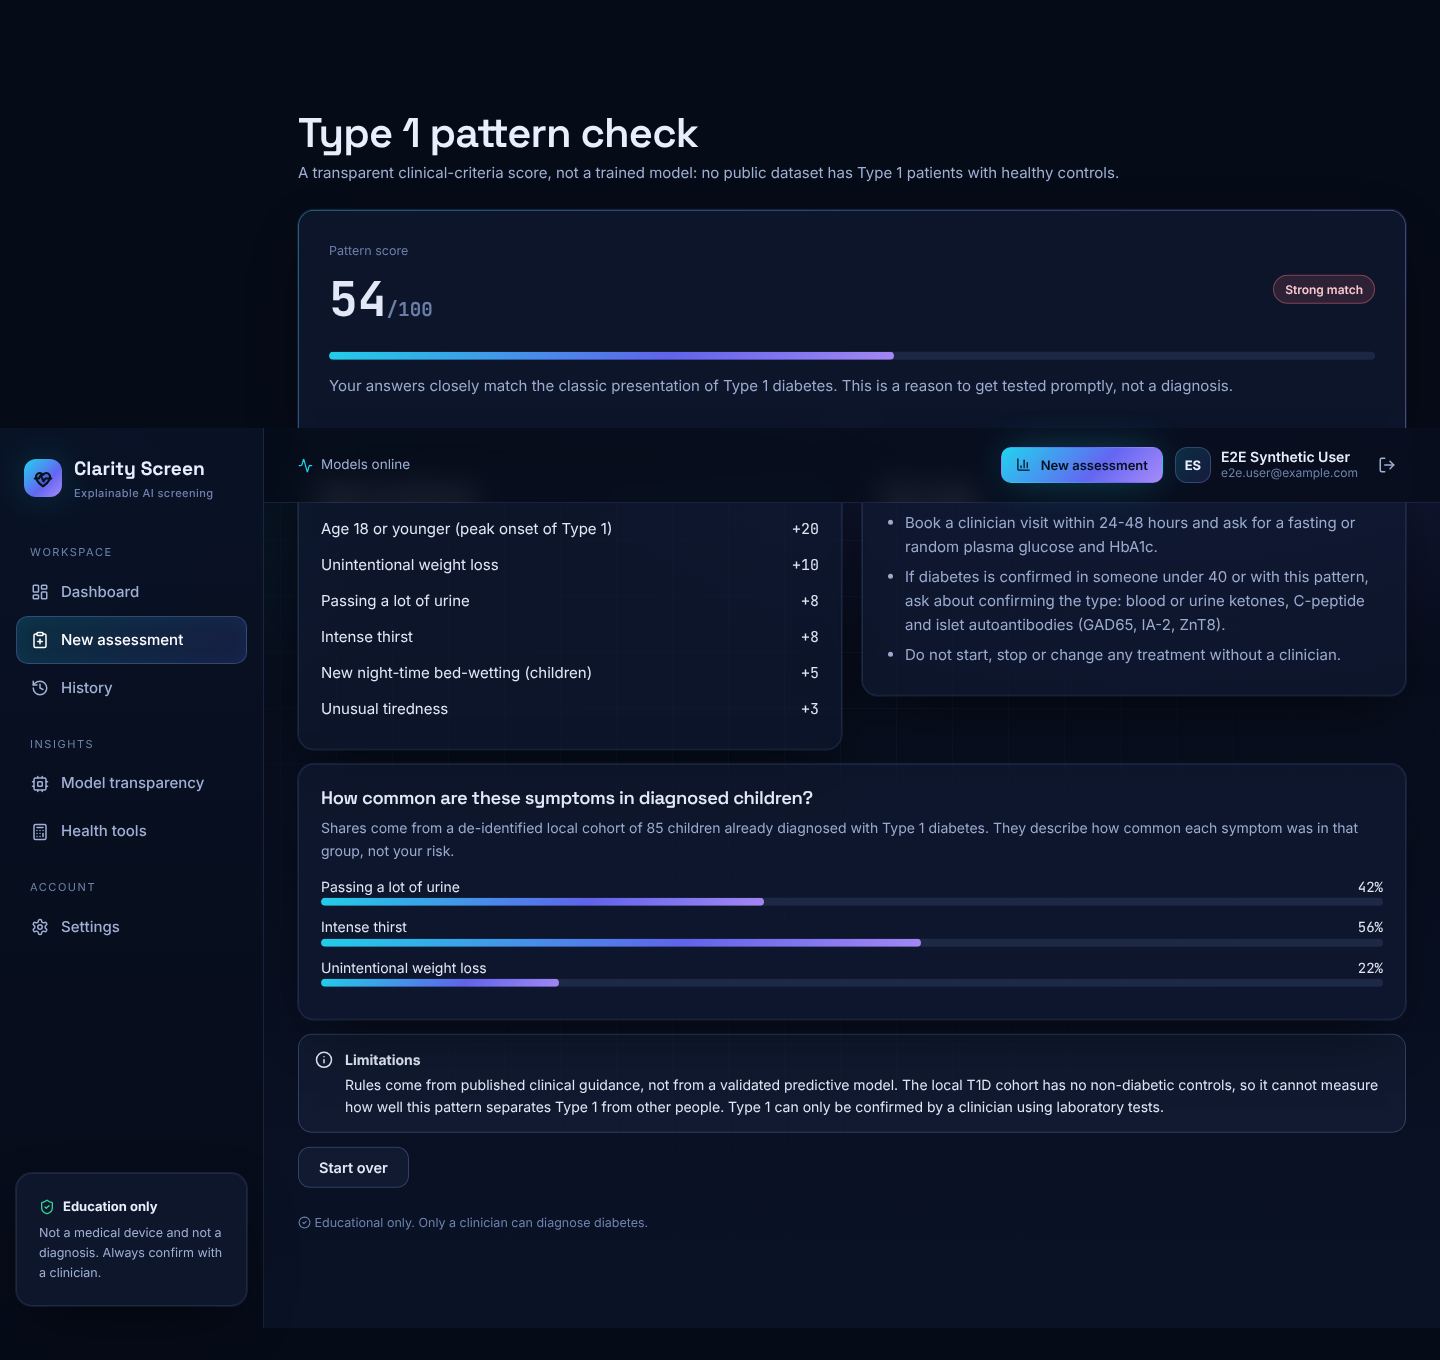 Type 1 pattern check
A transparent clinical-criteria score, not a trained model: no public dataset has Type 1 patients with healthy controls.
Pattern score
54/100
Strong match
Your answers closely match the classic presentation of Type 1 diabetes. This is a reason to get tested promptly, not a diagnosis.
Clarity Screen
Explainable AI screening
Models online
New assessment
ES
E2E Synthetic User
e2e.user@example.com
WORKSPACE
Dashboard
New assessment
History
INSIGHTS
Model transparency
Health tools
ACCOUNT
Settings
Education only
Not a medical device and not a
diagnosis. Always confirm with
a clinician.
Age 18 or younger (peak onset of Type 1) +20
Unintentional weight loss +10
Passing a lot of urine +8
Intense thirst +8
New night-time bed-wetting (children) +5
Unusual tiredness +3
Book a clinician visit within 24-48 hours and ask for a fasting or
random plasma glucose and HbA1c.
If diabetes is confirmed in someone under 40 or with this pattern,
ask about confirming the type: blood or urine ketones, C-peptide
and islet autoantibodies (GAD65, IA-2, ZnT8).
Do not start, stop or change any treatment without a clinician.
How common are these symptoms in diagnosed children?
Shares come from a de-identified local cohort of 85 children already diagnosed with Type 1 diabetes. They describe how common each symptom was in that
group, not your risk.
Passing a lot of urine 42%
Intense thirst 56%
Unintentional weight loss 22%
Limitations
Rules come from published clinical guidance, not from a validated predictive model. The local T1D cohort has no non-diabetic controls, so it cannot measure
how well this pattern separates Type 1 from other people. Type 1 can only be confirmed by a clinician using laboratory tests.
Start over
Educational only. Only a clinician can diagnose diabetes.